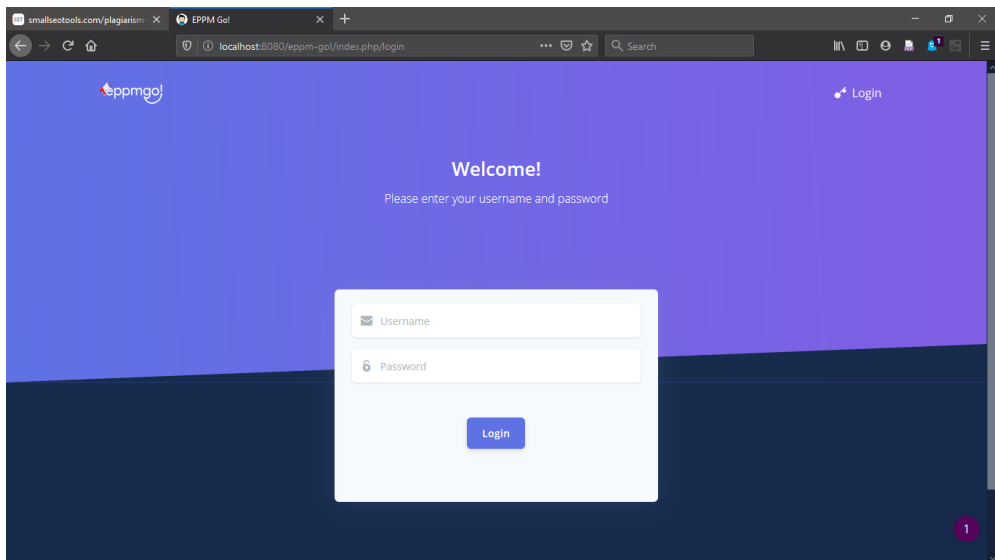 smallseotools.com/plagiarism-
EPPM Go!
localhost:8080/eppm-go!/index.php/login
Search
1
eppmgo!
Login
Welcome!
Please enter your username and password
Username
Password
Login
1